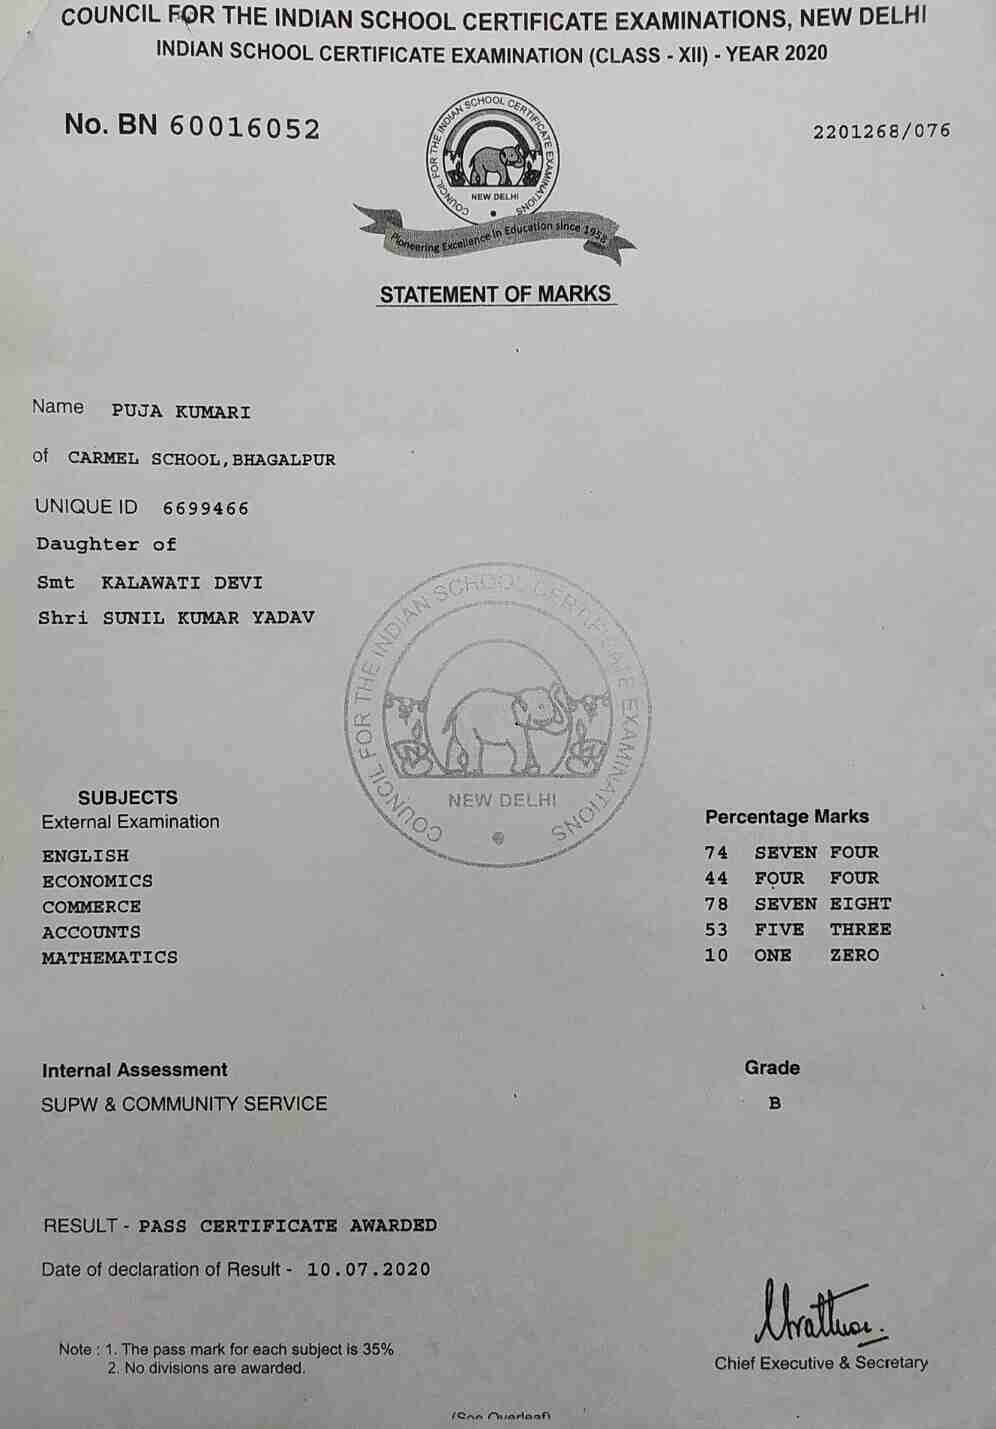 COUNCIL FOR THE INDIAN SCHOOL CERTIFICATE EXAMINATIONS, NEW DELHI
INDIAN SCHOOL CERTIFICATE EXAMINATION (CLASS - XII) - YEAR 2020
No. BN 60016052
2201268/076
COUNCIL FOR THE INDIAN SCHOOL CERTIFICATE EXAMINATIONS
NEW DELHI
Pioneering Excellence in Education since 1958
STATEMENT OF MARKS
Name PUJA KUMARI
of CARMEL SCHOOL,BHAGALPUR
UNIQUE ID 6699466
Daughter of
Smt KALAWATI DEVI
Shri SUNIL KUMAR YADAV
COUNCIL FOR THE INDIAN SCHOOL CERTIFICATE EXAMINATIONS
NEW DELHI
SUBJECTS
External Examination Percentage Marks
ENGLISH 74 SEVEN FOUR
ECONOMICS 44 FOUR FOUR
COMMERCE 78 SEVEN EIGHT
ACCOUNTS 53 FIVE THREE
MATHEMATICS 10 ONE ZERO
Internal Assessment Grade
SUPW & COMMUNITY SERVICE B
RESULT - PASS CERTIFICATE AWARDED
Date of declaration of Result - 10.07.2020
Note : 1. The pass mark for each subject is 35%
2. No divisions are awarded.
Chief Executive & Secretary
(See Overleaf)